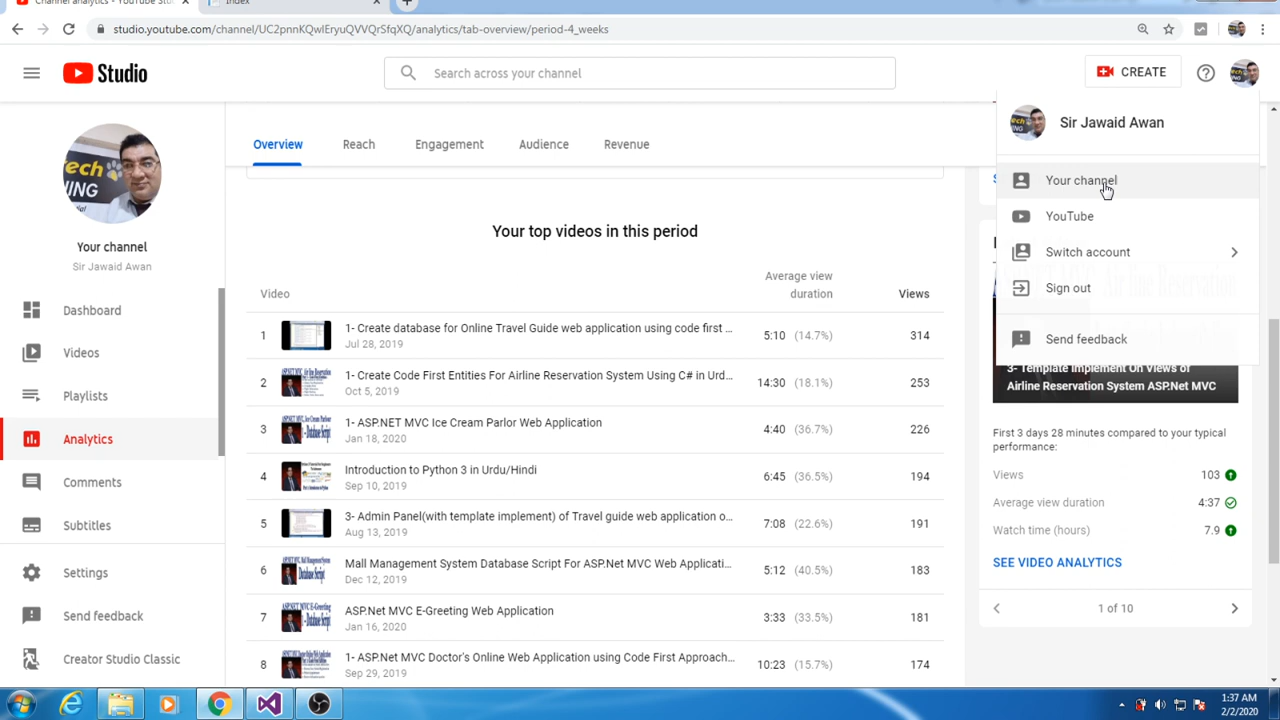 Channel analytics - YouTube Stu
Index
studio.youtube.com/channel/UC2pnnKQwlEryuQVVQrSfqXQ/analytics/tab-overview/period-4_weeks
Studio
Search across your channel
CREATE
Sir Jawaid Awan
Your channel
YouTube
Switch account
Sign out
Send feedback
ech
ING
Your channel
Sir Jawaid Awan
Dashboard
Videos
Playlists
Analytics
Comments
Subtitles
Settings
Send feedback
Creator Studio Classic
Overview Reach Engagement Audience Revenue
Your top videos in this period
Video Average view duration Views
1 1- Create database for Online Travel Guide web application using code first ... 5:10 (14.7%) 314
Jul 28, 2019
2 1- Create Code First Entities For Airline Reservation System Using C# in Urd... 14:30 (18.1%) 253
Oct 5, 2019
3 1- ASP.NET MVC Ice Cream Parlor Web Application 4:40 (36.7%) 226
Jan 18, 2020
4 Introduction to Python 3 in Urdu/Hindi 6:45 (36.5%) 194
Sep 10, 2019
5 3- Admin Panel(with template implement) of Travel guide web application o... 7:08 (22.6%) 191
Aug 13, 2019
6 Mall Management System Database Script For ASP.Net MVC Web Applicati... 5:12 (40.5%) 183
Dec 12, 2019
7 ASP.Net MVC E-Greeting Web Application 3:33 (33.5%) 181
Jan 16, 2020
8 1- ASP.Net MVC Doctor's Online Web Application using Code First Approach... 10:23 (15.7%) 174
Sep 29, 2019
3- Template Implement On Views of
Airline Reservation System ASP.Net MVC
First 3 days 28 minutes compared to your typical
performance:
Views 103
Average view duration 4:37
Watch time (hours) 7.9
SEE VIDEO ANALYTICS
1 of 10
1:37 AM
2/2/2020